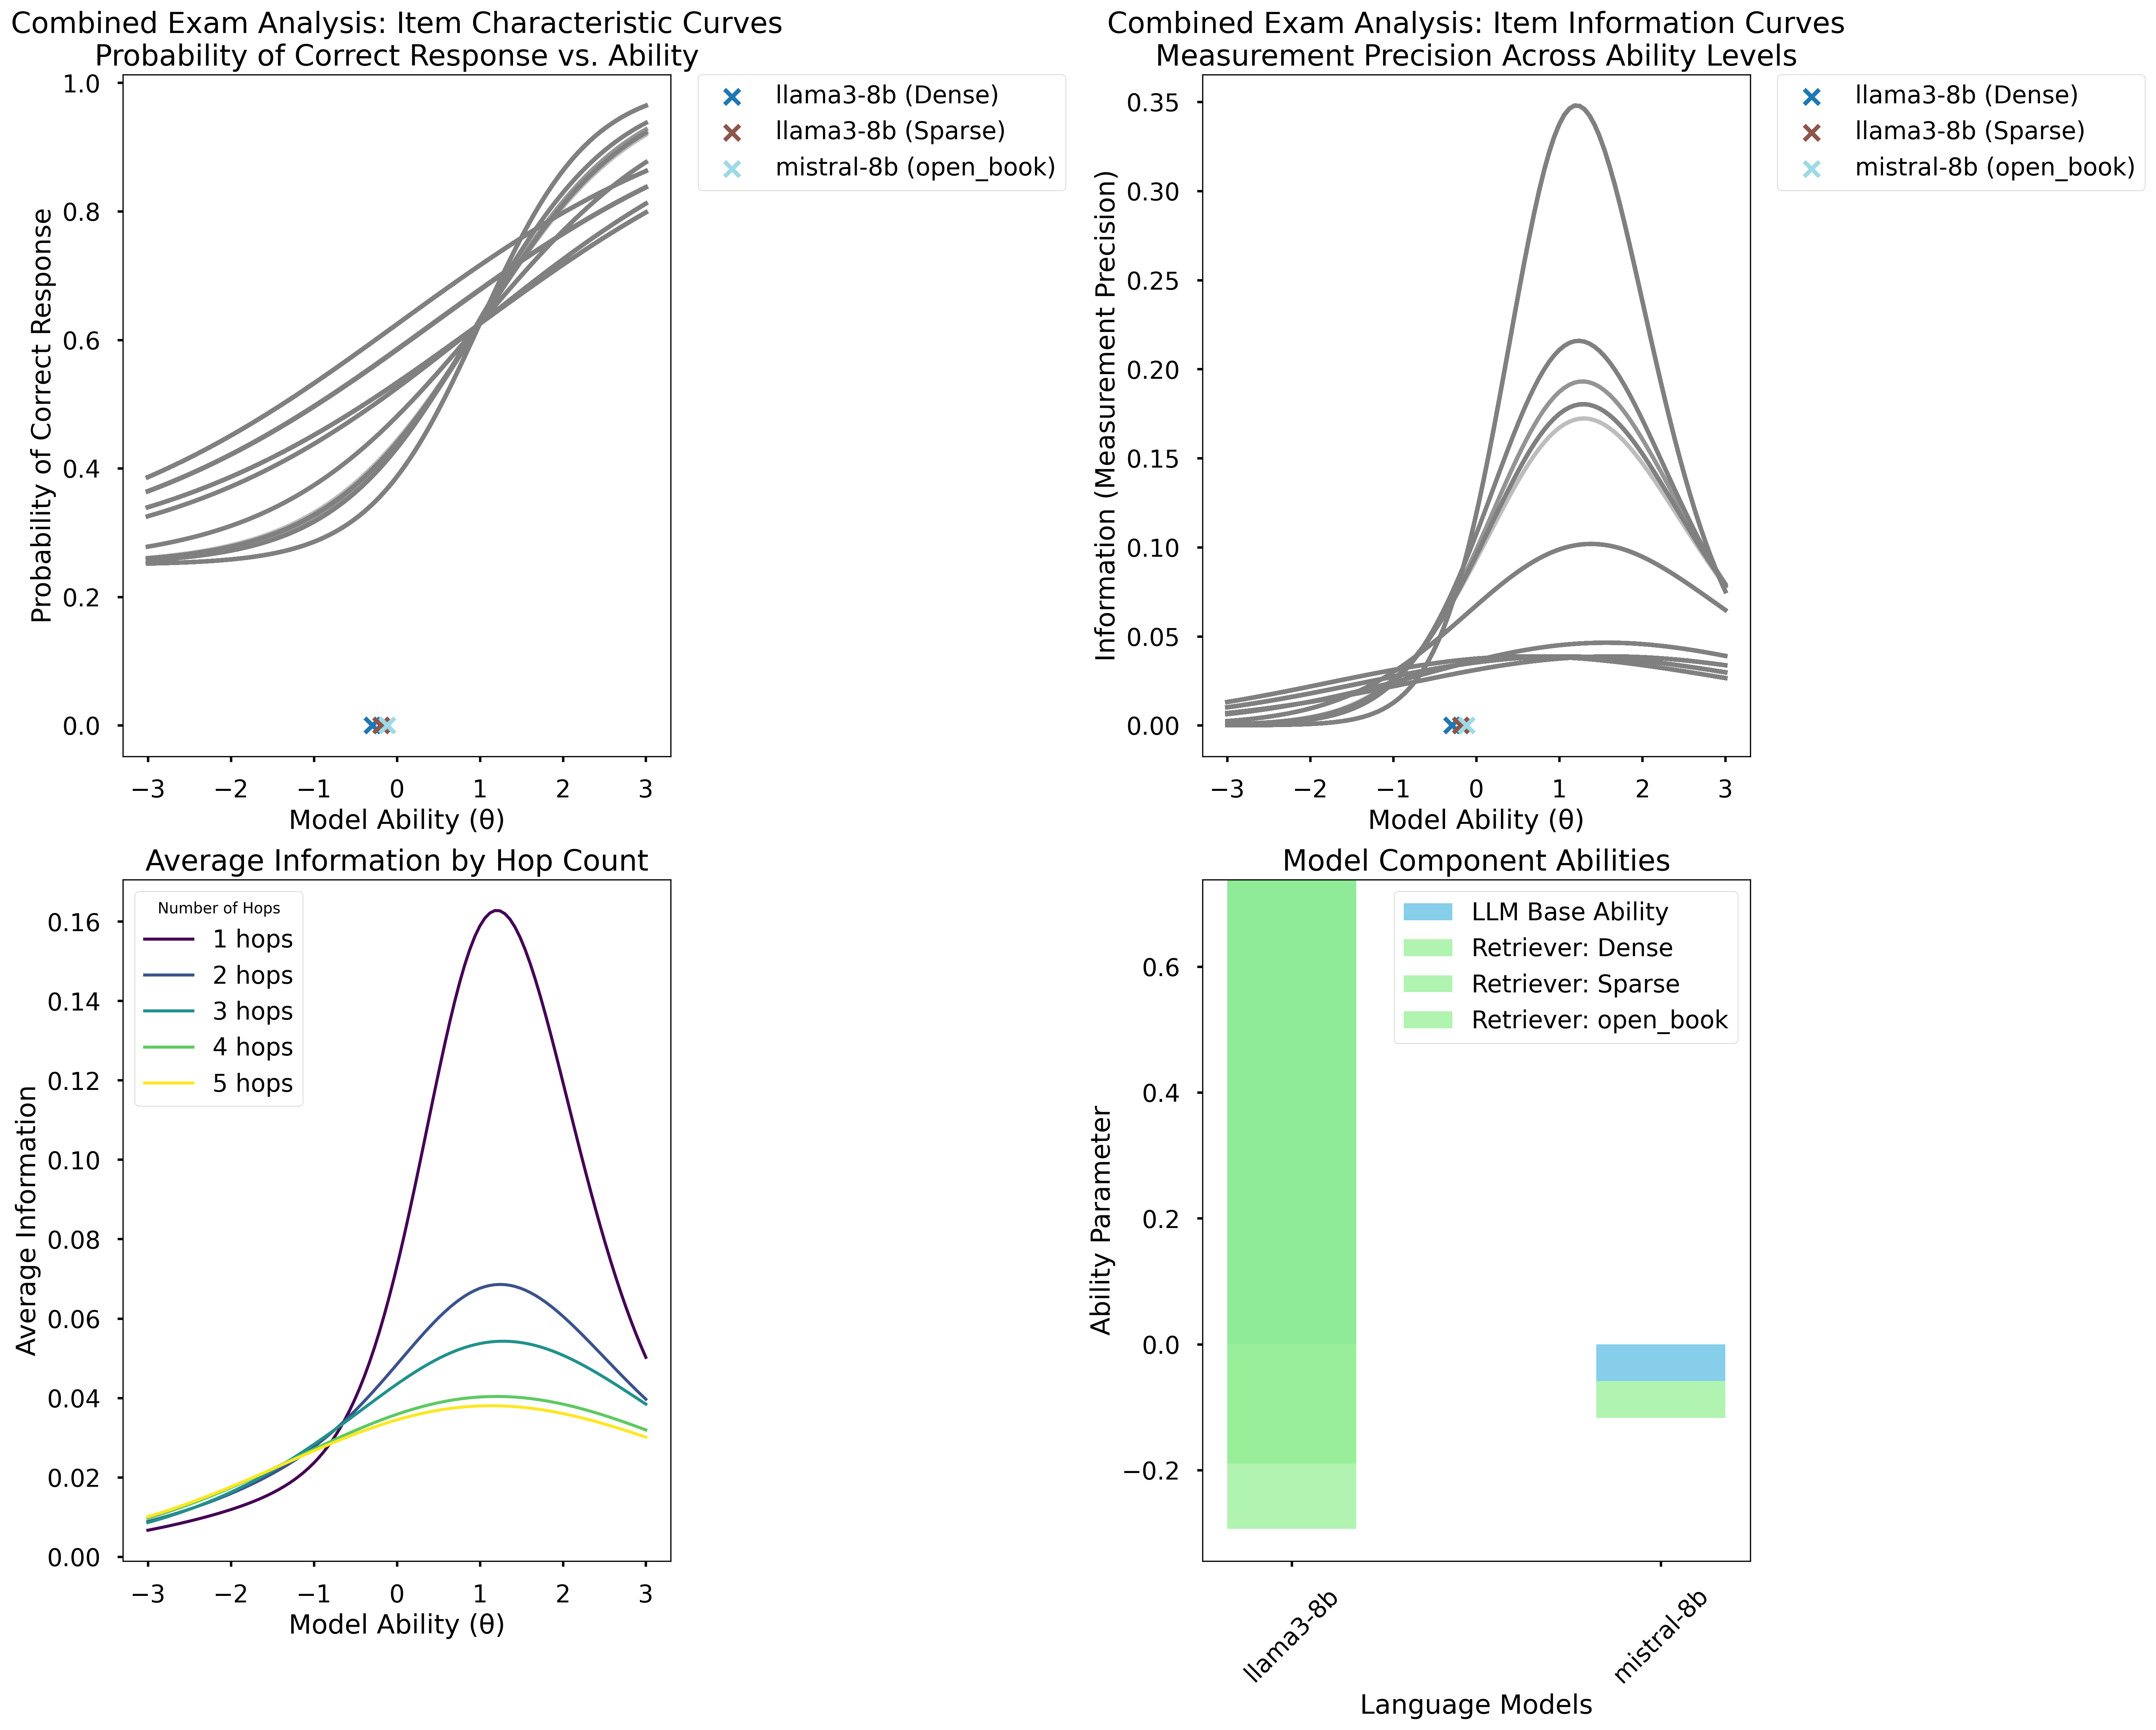 Combined Exam Analysis: Item Characteristic Curves
Probability of Correct Response vs. Ability
1.0
0.8
0.6
0.4
0.2
0.0
Probability of Correct Response
−3
−2
−1
0
1
2
3
Model Ability (θ)
llama3-8b (Dense)
llama3-8b (Sparse)
mistral-8b (open_book)
Combined Exam Analysis: Item Information Curves
Measurement Precision Across Ability Levels
0.35
0.30
0.25
0.20
0.15
0.10
0.05
0.00
Information (Measurement Precision)
−3
−2
−1
0
1
2
3
Model Ability (θ)
llama3-8b (Dense)
llama3-8b (Sparse)
mistral-8b (open_book)
Average Information by Hop Count
Number of Hops
1 hops
2 hops
3 hops
4 hops
5 hops
0.16
0.14
0.12
0.10
0.08
0.06
0.04
0.02
0.00
Average Information
−3
−2
−1
0
1
2
3
Model Ability (θ)
Model Component Abilities
LLM Base Ability
Retriever: Dense
Retriever: Sparse
Retriever: open_book
0.6
0.4
0.2
0.0
−0.2
Ability Parameter
llama3-8b
mistral-8b
Language Models